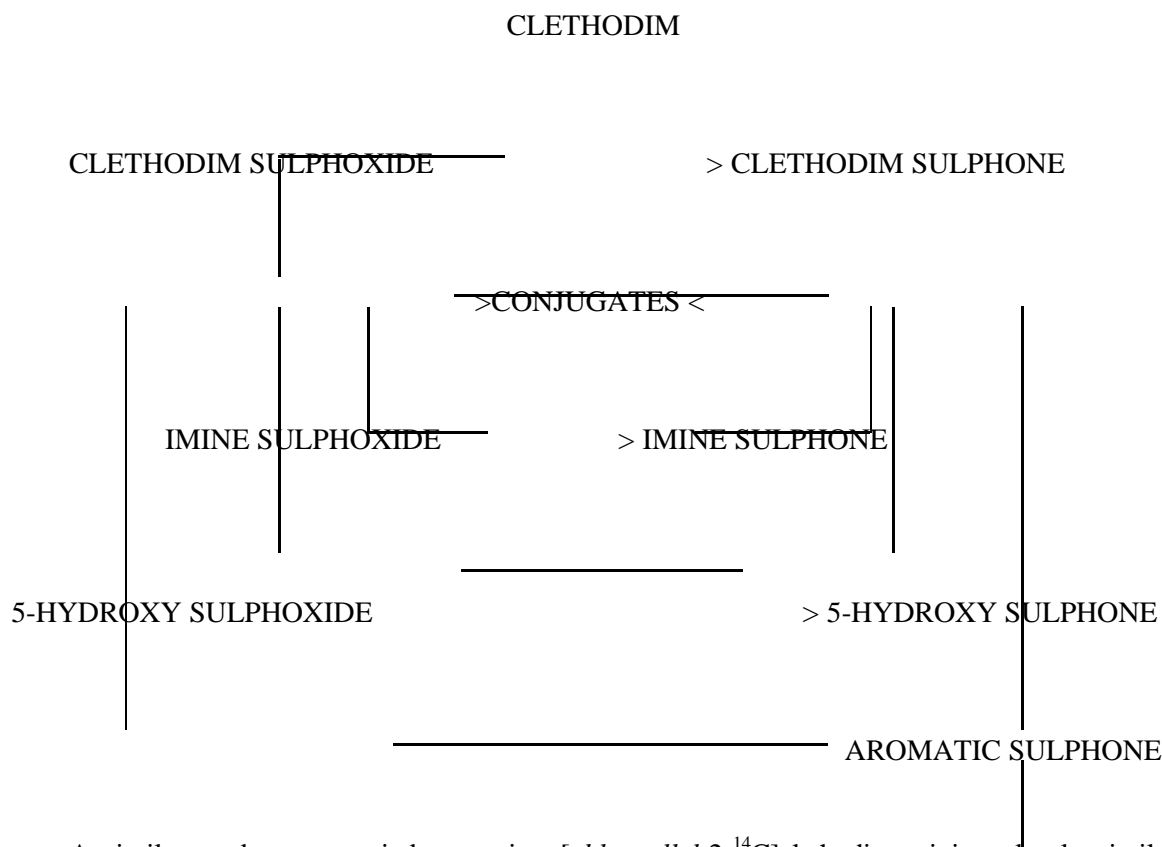 CLETHODIM
CLETHODIM SULPHOXIDE > CLETHODIM SULPHONE
>CONJUGATES <
IMINE SULPHOXIDE > IMINE SULPHONE
5-HYDROXY SULPHOXIDE > 5-HYDROXY SULPHONE
AROMATIC SULPHONE